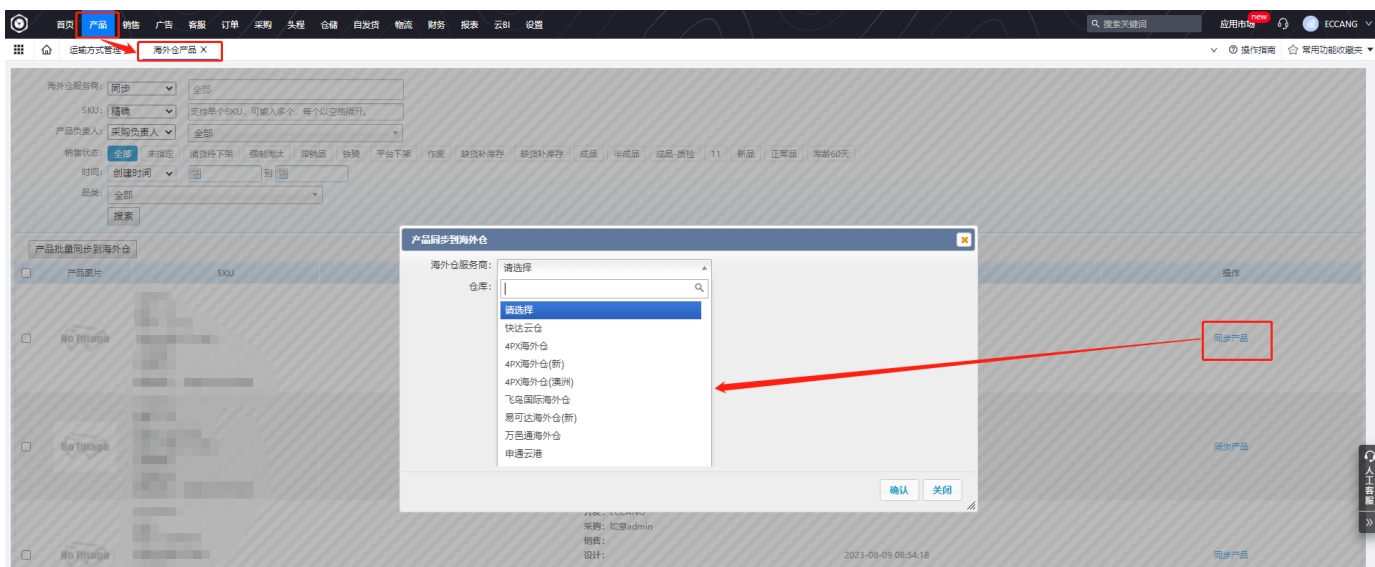 首页 产品 销售 广告 客服 订单 采购 头程 仓储 自发货 物流 财务 报表 云BI 设置 搜索关键词 应用市场 new ECCANG
运输方式管理 海外仓产品 X 操作指南 常用功能收藏夹
海外仓服务商: 同步 全部
SKU: 精确 支持单个SKU，可输入多个，每个以空格隔开。
产品负责人: 采购负责人 全部
销售状态: 全部 未指定 清货待下架 强制淘汰 滞销品 铁骑 平台下架 作废 缺货补库存 缺货补库存 成品 半成品 成品-质检 11 新品 正常品 库龄60天
时间: 创建时间 到
品类: 全部
搜索
产品批量同步到海外仓
产品图片 SKU 操作
产品同步到海外仓
海外仓服务商: 请选择
仓库:
请选择
快达云仓
4PX海外仓
4PX海外仓(新)
4PX海外仓(澳洲)
飞鸟国际海外仓
易可达海外仓(新)
万邑通海外仓
申通云港
确认 关闭
No Image 同步产品
No Image 同步产品
人工客服
采购: 如意admin
销售:
No Image 设计: 2023-08-09 08:54:18 同步产品